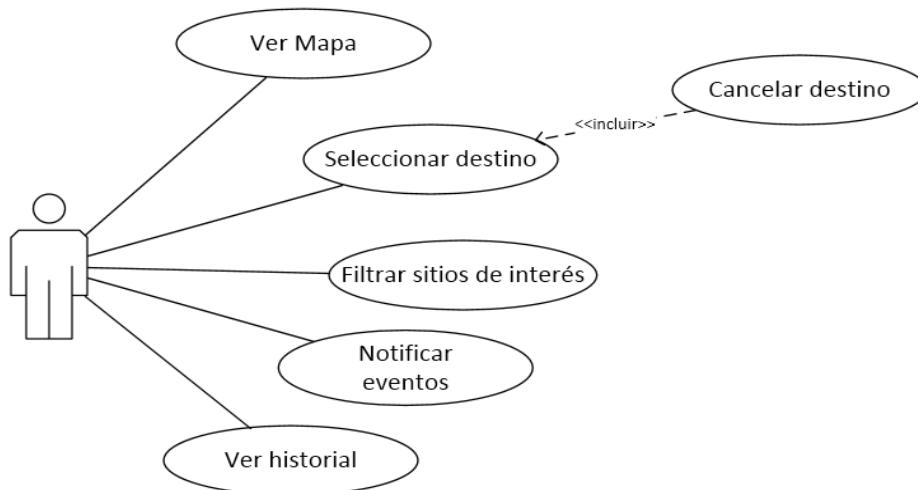 Ver Mapa
Cancelar destino
<<incluir>>
Seleccionar destino
Filtrar sitios de interés
Notificar
eventos
Ver historial